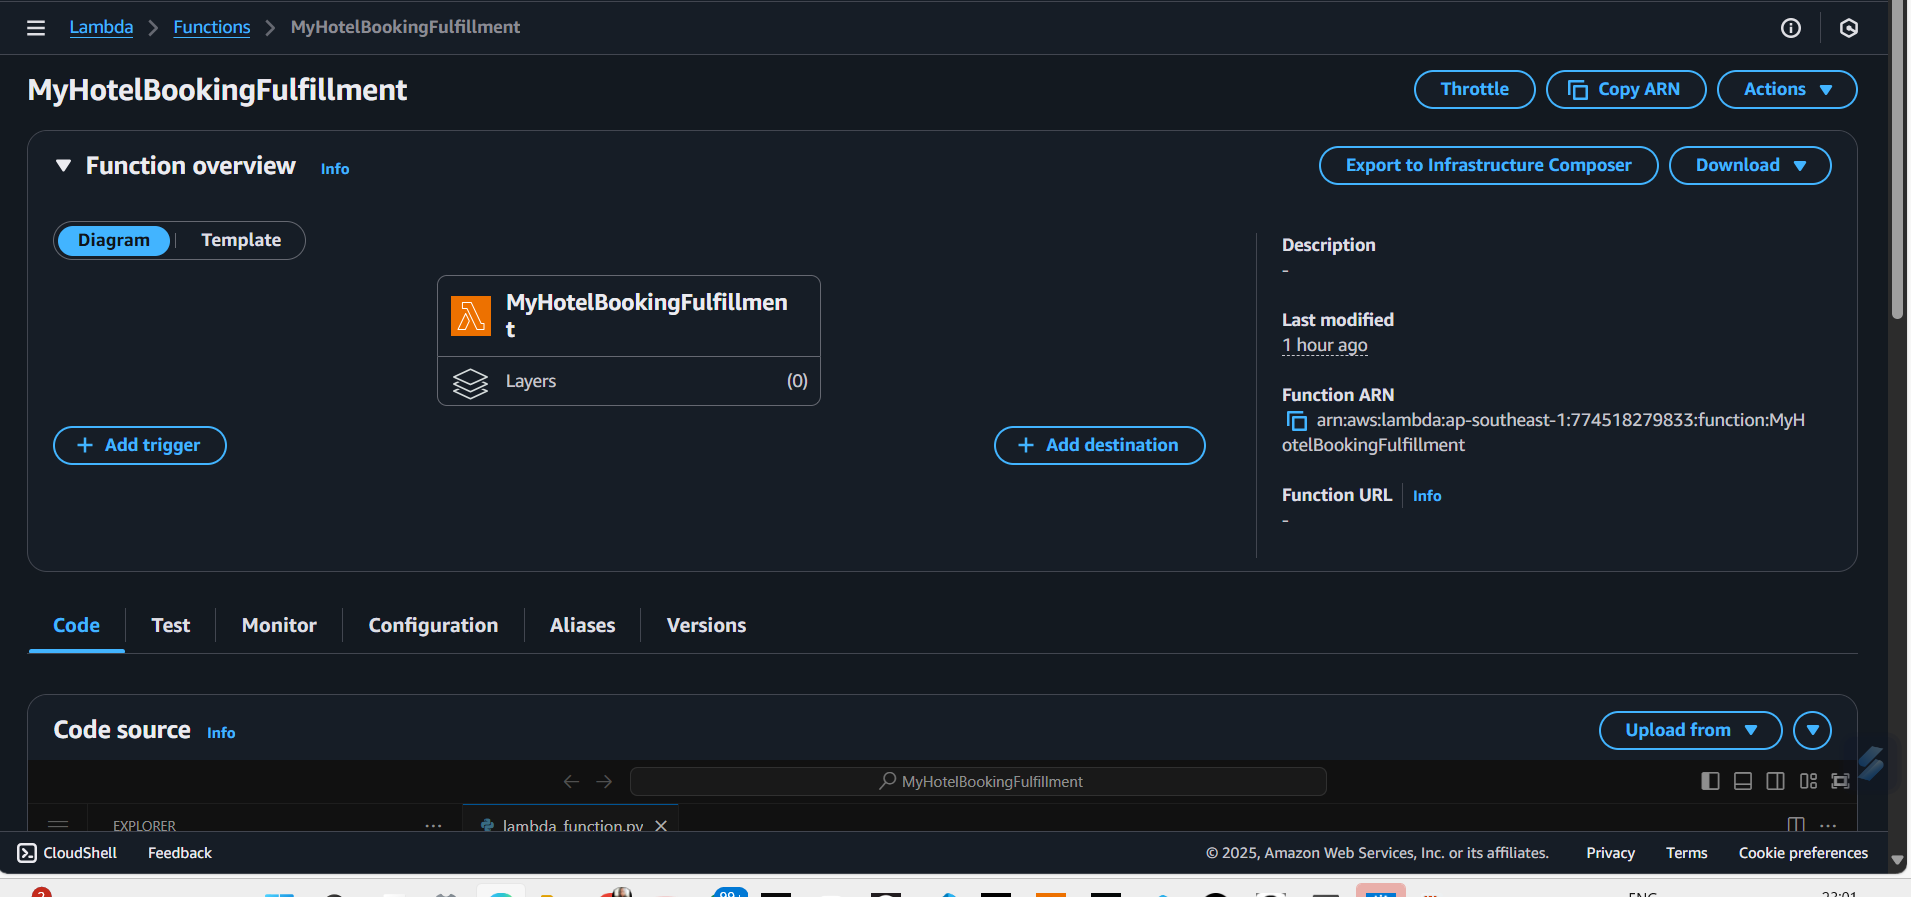 Lambda
Functions
MyHotelBookingFulfillment
MyHotelBookingFulfillment
Throttle
Copy ARN
Actions
Function overview
Info
Export to Infrastructure Composer
Download
Diagram
Template
MyHotelBookingFulfillmen
t
Layers
(0)
Add trigger
Add destination
Description
-
Last modified
1 hour ago
Function ARN
arn:aws:lambda:ap-southeast-1:774518279833:function:MyH
otelBookingFulfillment
Function URL
Info
-
Code
Test
Monitor
Configuration
Aliases
Versions
Code source
Info
Upload from
MyHotelBookingFulfillment
EXPLORER
lambda_function.py
CloudShell
Feedback
© 2025, Amazon Web Services, Inc. or its affiliates.
Privacy
Terms
Cookie preferences